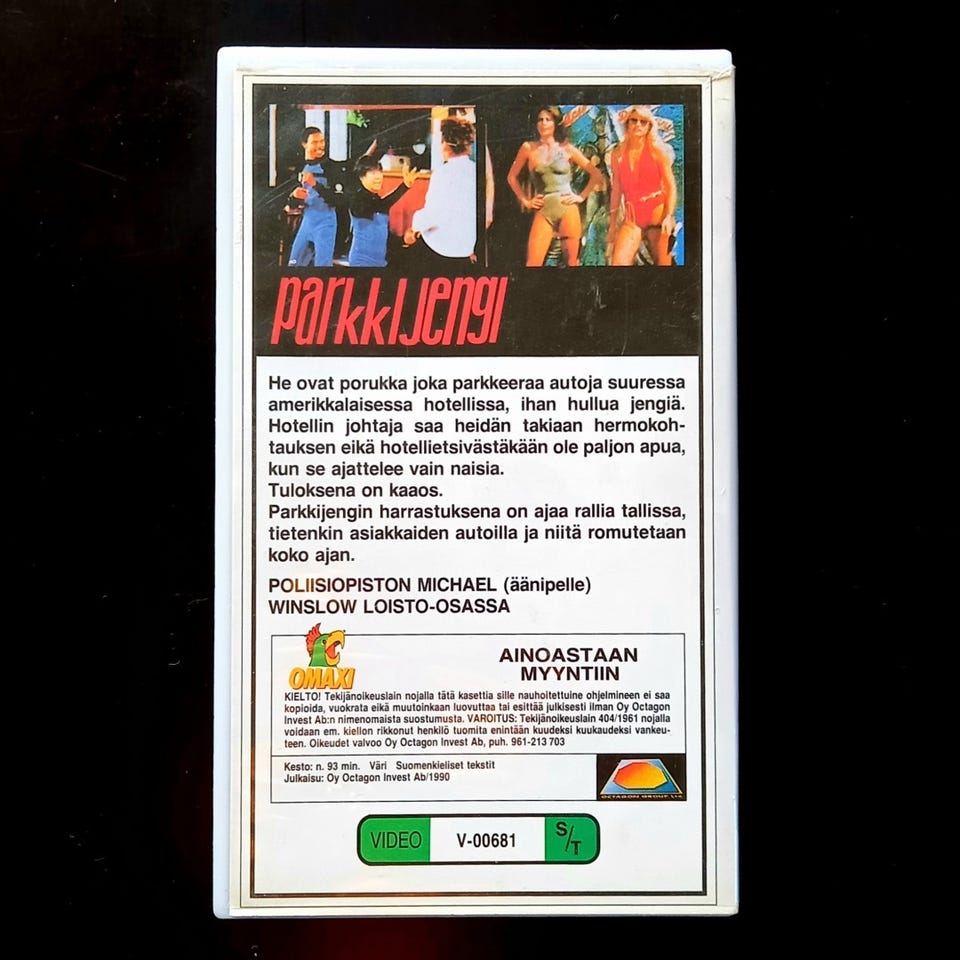 parkkijengi
He ovat porukka joka parkkeeraa autoja suuressa
amerikkalaisessa hotellissa, ihan hullua jengiä.
Hotellin johtaja saa heidän takiaan hermokoh-
tauksen eikä hotellietsivästäkään ole paljon apua,
kun se ajattelee vain naisia.
Tuloksena on kaaos.
Parkkijengin harrastuksena on ajaa rallia tallissa,
tietenkin asiakkaiden autoilla ja niitä romutetaan
koko ajan.
POLIISIOPISTON MICHAEL (äänipelle)
WINSLOW LOISTO-OSASSA
OMAXI
AINOASTAAN
MYYNTIIN
KIELTO! Tekijänoikeuslain nojalla tätä kasettia sille nauhoitettuine ohjelmineen ei saa
kopioida, vuokrata eikä muutoinkaan luovuttaa tai esittää julkisesti ilman Oy Octagon
Invest Ab:n nimenomaista suostumusta. VAROITUS: Tekijänoikeuslain 404/1961 nojalla
voidaan em. kiellon rikkonut henkilö tuomita enintään kuudeksi kuukaudeksi vankeu-
teen. Oikeudet valvoo Oy Octagon Invest Ab, puh. 961-213 703
Kesto: n. 93 min. Väri Suomenkieliset tekstit
Julkaisu: Oy Octagon Invest Ab/1990
OCTAGON GROUP, Ltd
VIDEO V-00681 S/T